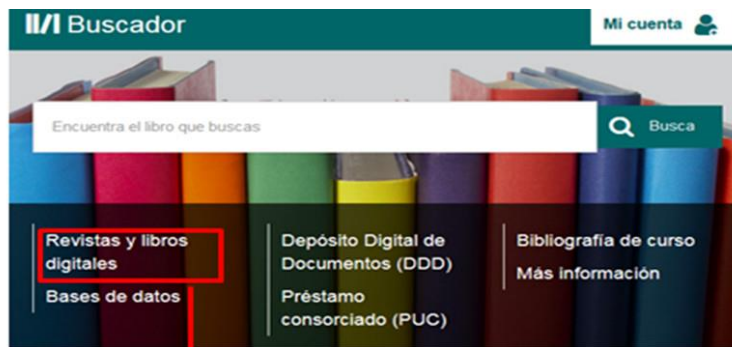 Buscador
Mi cuenta
Encuentra el libro que buscas
Busca
Revistas y libros
digitales
Bases de datos
Depósito Digital de
Documentos (DDD)
Préstamo
consorciado (PUC)
Bibliografía de curso
Más información